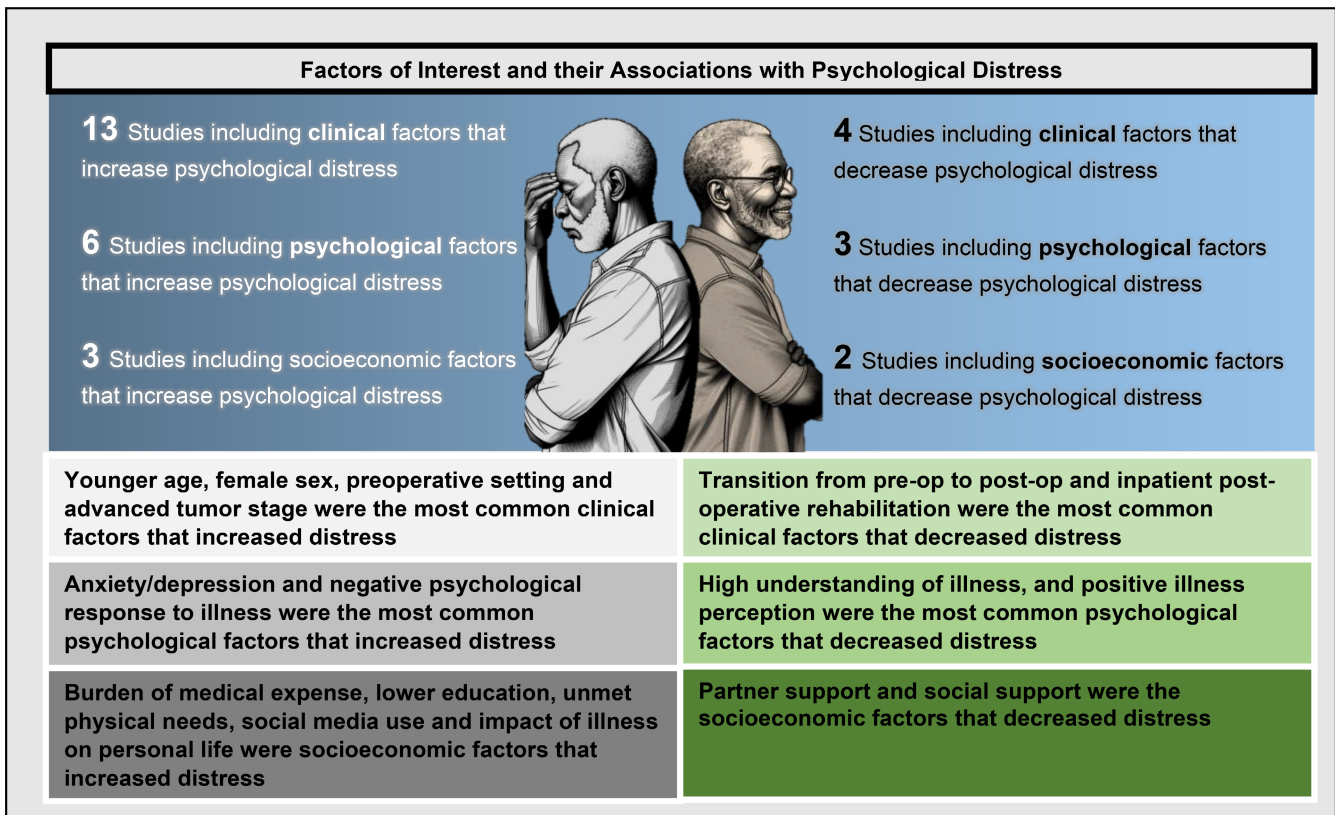 Factors of Interest and their Associations with Psychological Distress
13 Studies including clinical factors that
increase psychological distress
6 Studies including psychological factors
that increase psychological distress
3 Studies including socioeconomic factors
that increase psychological distress
4 Studies including clinical factors that
decrease psychological distress
3 Studies including psychological factors
that decrease psychological distress
2 Studies including socioeconomic factors
that decrease psychological distress
Younger age, female sex, preoperative setting and
advanced tumor stage were the most common clinical
factors that increased distress
Transition from pre-op to post-op and inpatient post-
operative rehabilitation were the most common
clinical factors that decreased distress
Anxiety/depression and negative psychological
response to illness were the most common
psychological factors that increased distress
High understanding of illness, and positive illness
perception were the most common psychological
factors that decreased distress
Burden of medical expense, lower education, unmet
physical needs, social media use and impact of illness
on personal life were socioeconomic factors that
increased distress
Partner support and social support were the
socioeconomic factors that decreased distress